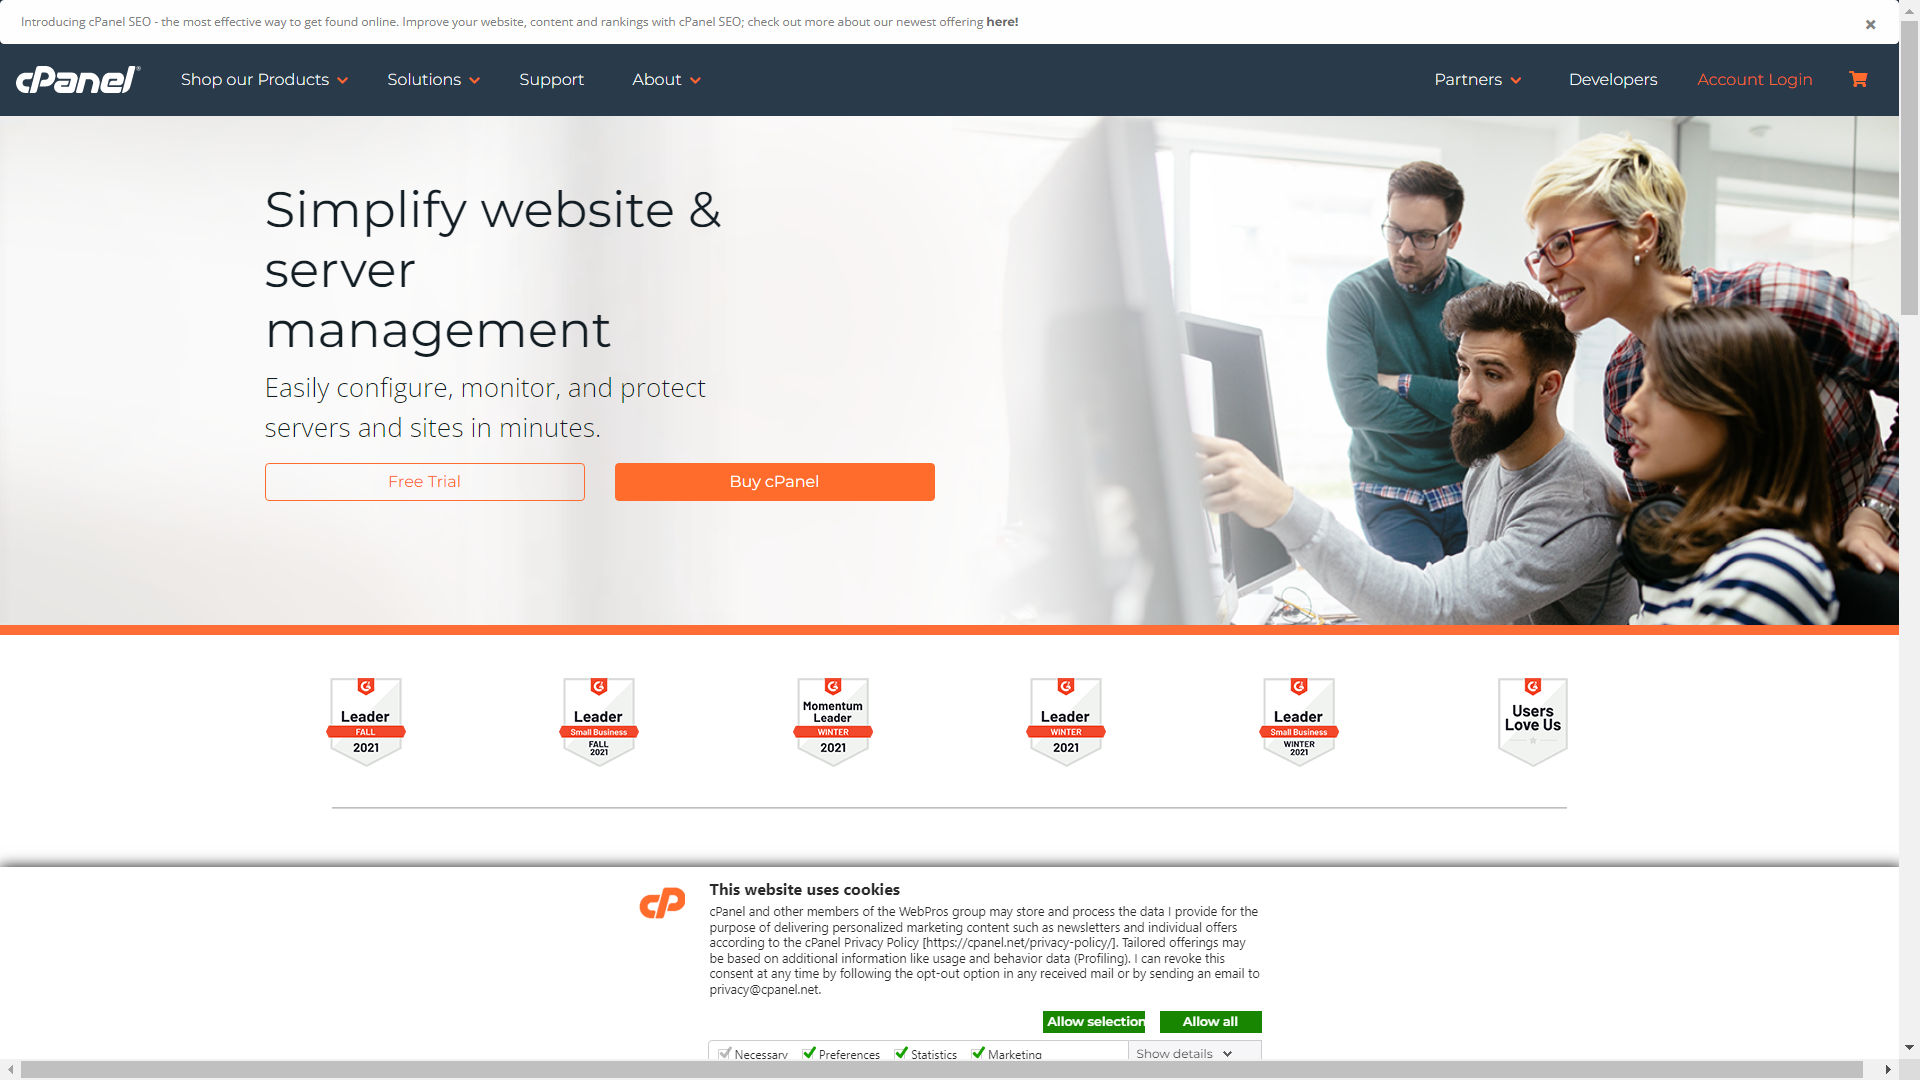 Introducing cPanel SEO - the most effective way to get found online. Improve your website, content and rankings with cPanel SEO; check out more about our newest offering here!
×
cPanel®
Shop our Products
Solutions
Support
About
Partners
Developers
Account Login
Simplify website &
server
management
Easily configure, monitor, and protect
servers and sites in minutes.
Free Trial
Buy cPanel
Leader
FALL
2021
Leader
Small Business
FALL
2021
Momentum
Leader
WINTER
2021
Leader
WINTER
2021
Leader
Small Business
WINTER
2021
Users
Love Us
cP
This website uses cookies
cPanel and other members of the WebPros group may store and process the data I provide for the
purpose of delivering personalized marketing content such as newsletters and individual offers
according to the cPanel Privacy Policy [https://cpanel.net/privacy-policy/]. Tailored offerings may
be based on additional information like usage and behavior data (Profiling). I can revoke this
consent at any time by following the opt-out option in any received mail or by sending an email to
privacy@cpanel.net.
Allow selection
Allow all
Necessary
Preferences
Statistics
Marketing
Show details